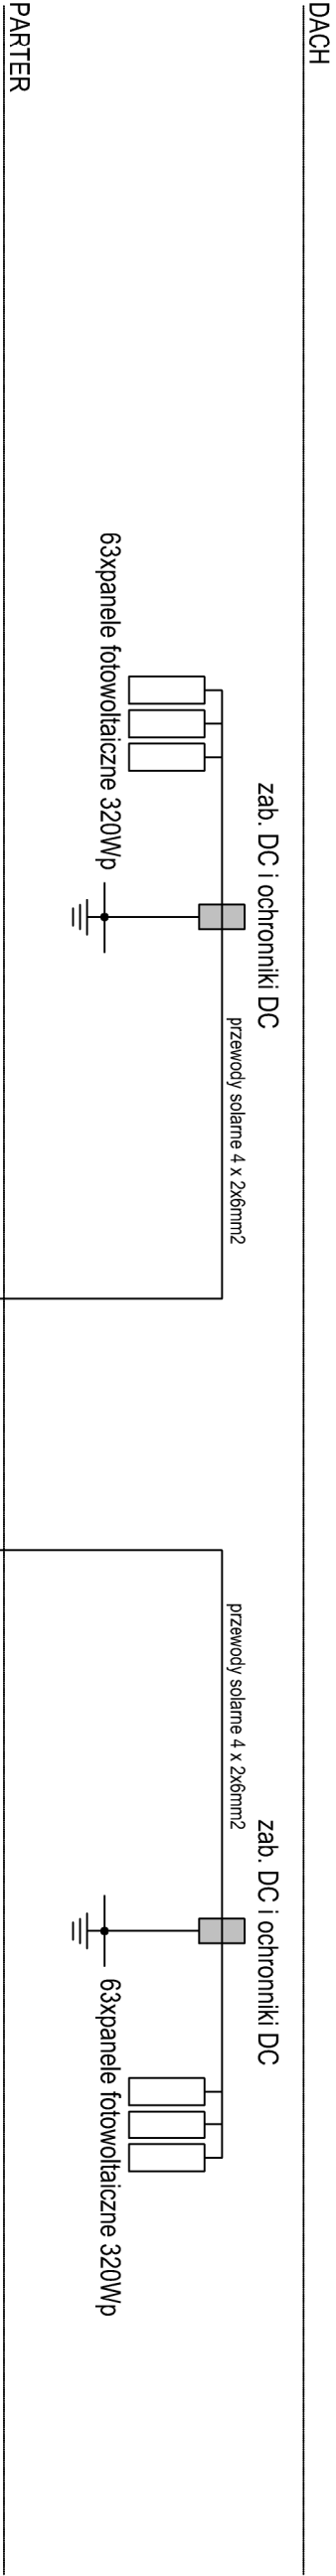 DACH
zab. DC i ochronniki DC
przewody solarne 4 x 2x6mm2
63xpanele fotowoltaiczne 320Wp
przewody solarne 4 x 2x6mm2
zab. DC i ochronniki DC
63xpanele fotowoltaiczne 320Wp
PARTER